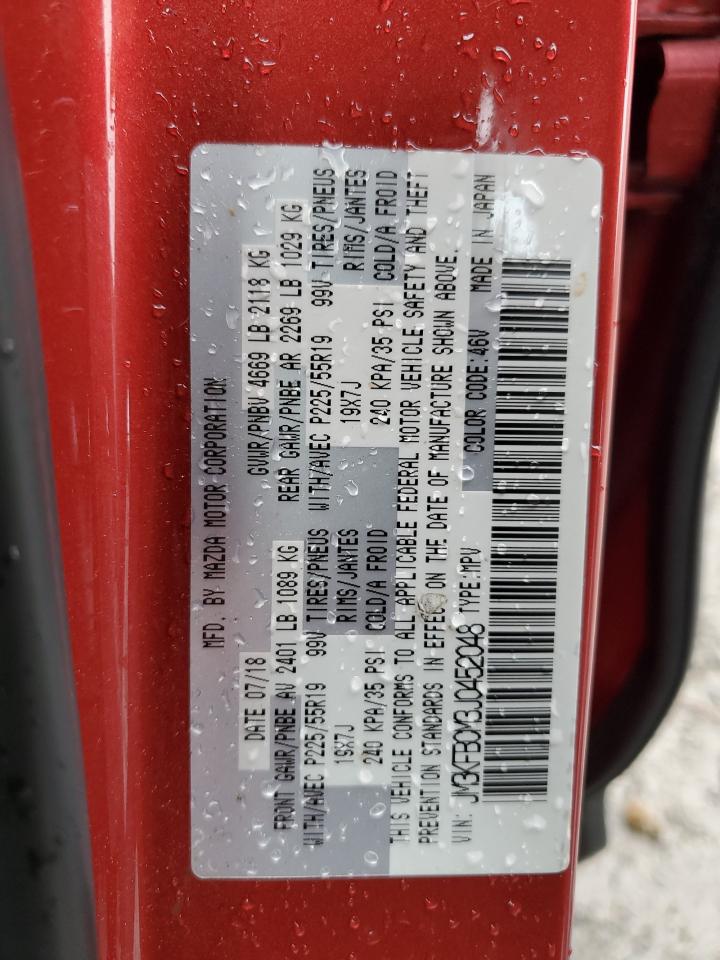 MFD. BY MAZDA MOTOR CORPORATION
DATE 07/18 GVWR/PNBV 4669 LB 2118 KG
FRONT GAWR/PNBE AV 2401 LB 1089 KG REAR GAWR/PNBE AR 2269 LB 1029 KG
WITH/AVEC P225/55R19 99V TIRES/PNEUS WITH/AVEC P225/55R19 99V TIRES/PNEUS
19X7J RIMS/JANTES 19X7J RIMS/JANTES
240 KPA/35 PSI COLD/A FROID 240 KPA/35 PSI COLD/A FROID
THIS VEHICLE CONFORMS TO ALL APPLICABLE FEDERAL MOTOR VEHICLE SAFETY AND THEFT
PREVENTION STANDARDS IN EFFECT ON THE DATE OF MANUFACTURE SHOWN ABOVE.
VIN: JM3KFBCY3J0452048 TYPE:MPV COLOR CODE:46V MADE IN JAPAN